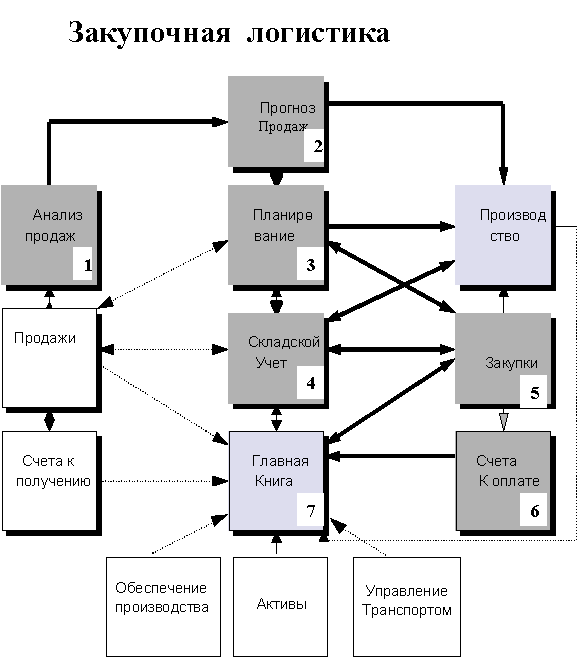 Закупочная логистика
Прогноз
Продаж
2
Анализ
продаж
1
Планире
вание
3
Производ
ство
Продажи
Складской
Учет
4
Закупки
5
Счета к
получению
Главная
Книга
7
Счета
К оплате
6
Обеспечение
производства
Активы
Управление
Транспортом